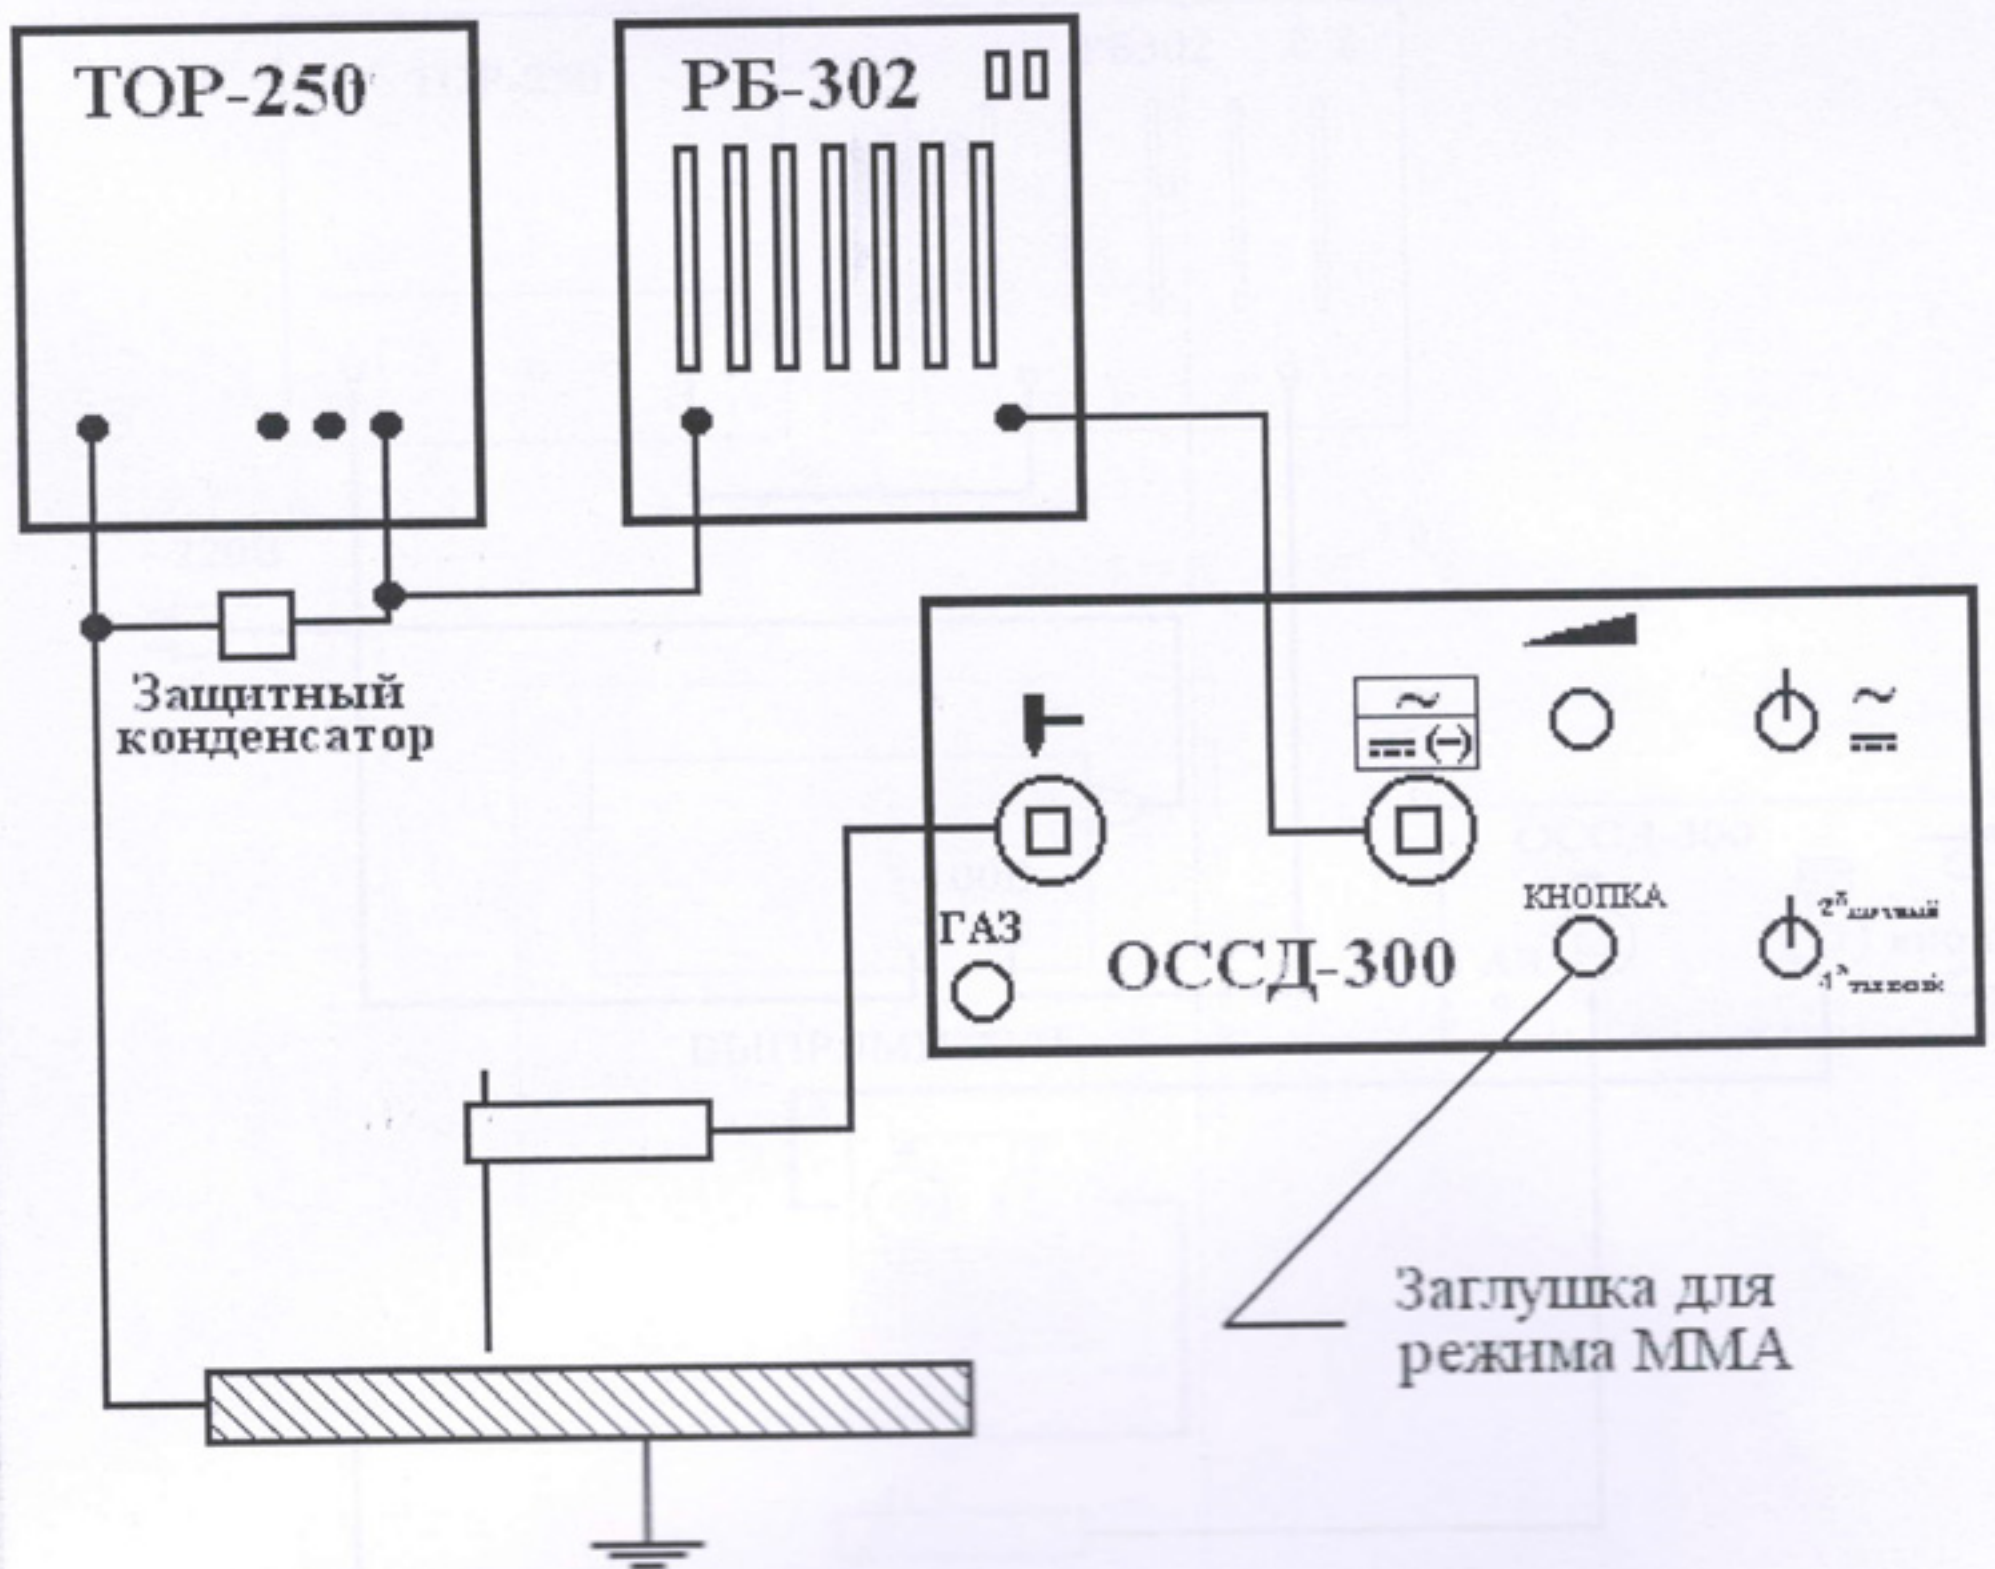 ТОР-250
РБ-302
Защитный
конденсатор
~
(−)
~
КНОПКА
ГАЗ
ОССД-300
Заглушка для
режима ММА